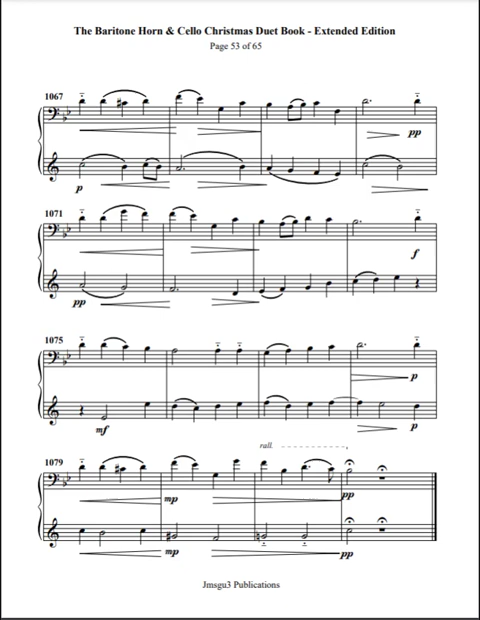 The Baritone Horn & Cello Christmas Duet Book - Extended Edition
Page 53 of 65
1067
pp
p
1071
f
pp
1075
p
mf
p
rall.
1079
mp
pp
mp
pp
Jmsgu3 Publications